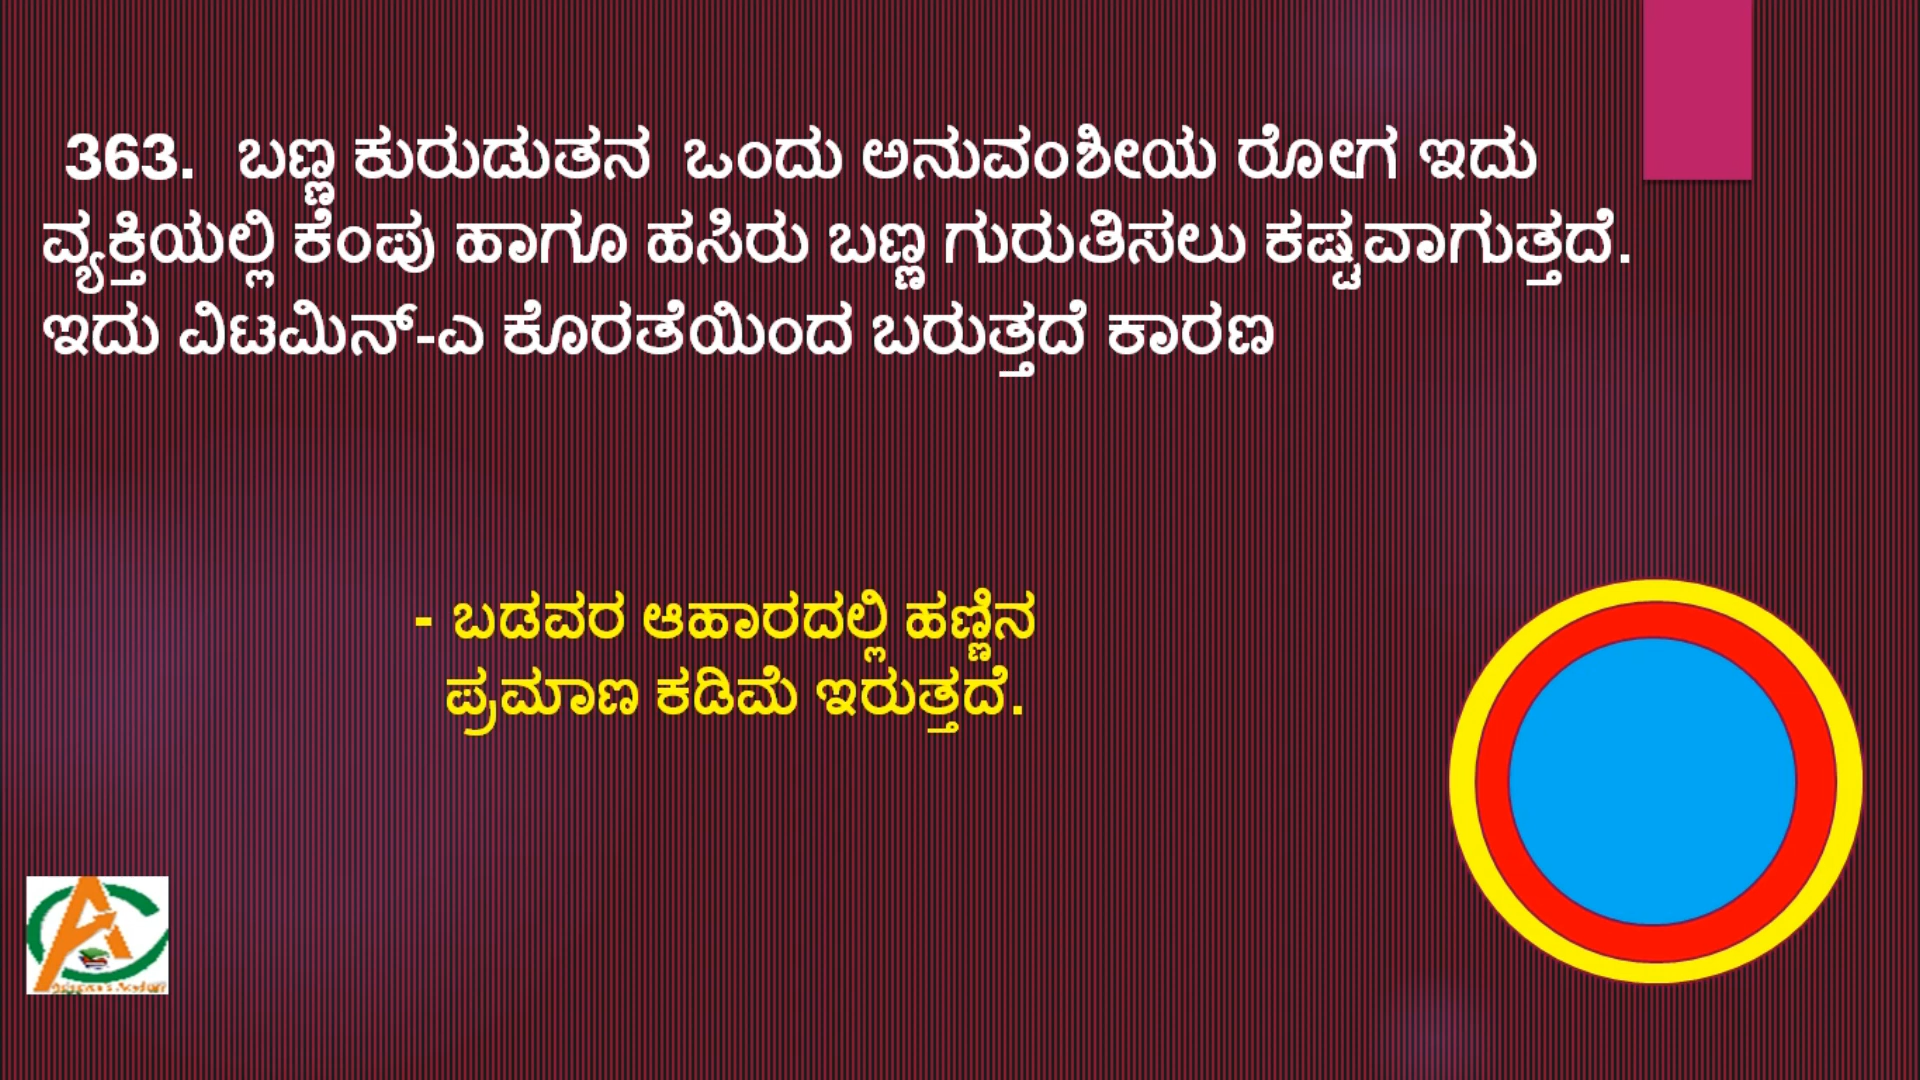 363. ಬಣ್ಣ ಕುರುಡುತನ ಒಂದು ಅನುವಂಶೀಯ ರೋಗ ಇದು
ವ್ಯಕ್ತಿಯಲ್ಲಿ ಕೆಂಪು ಹಾಗೂ ಹಸಿರು ಬಣ್ಣ ಗುರುತಿಸಲು ಕಷ್ಟವಾಗುತ್ತದೆ.
ಇದು ವಿಟಮಿನ್-ಎ ಕೊರತೆಯಿಂದ ಬರುತ್ತದೆ ಕಾರಣ
- ಬಡವರ ಆಹಾರದಲ್ಲಿ ಹಣ್ಣಿನ
ಪ್ರಮಾಣ ಕಡಿಮೆ ಇರುತ್ತದೆ.